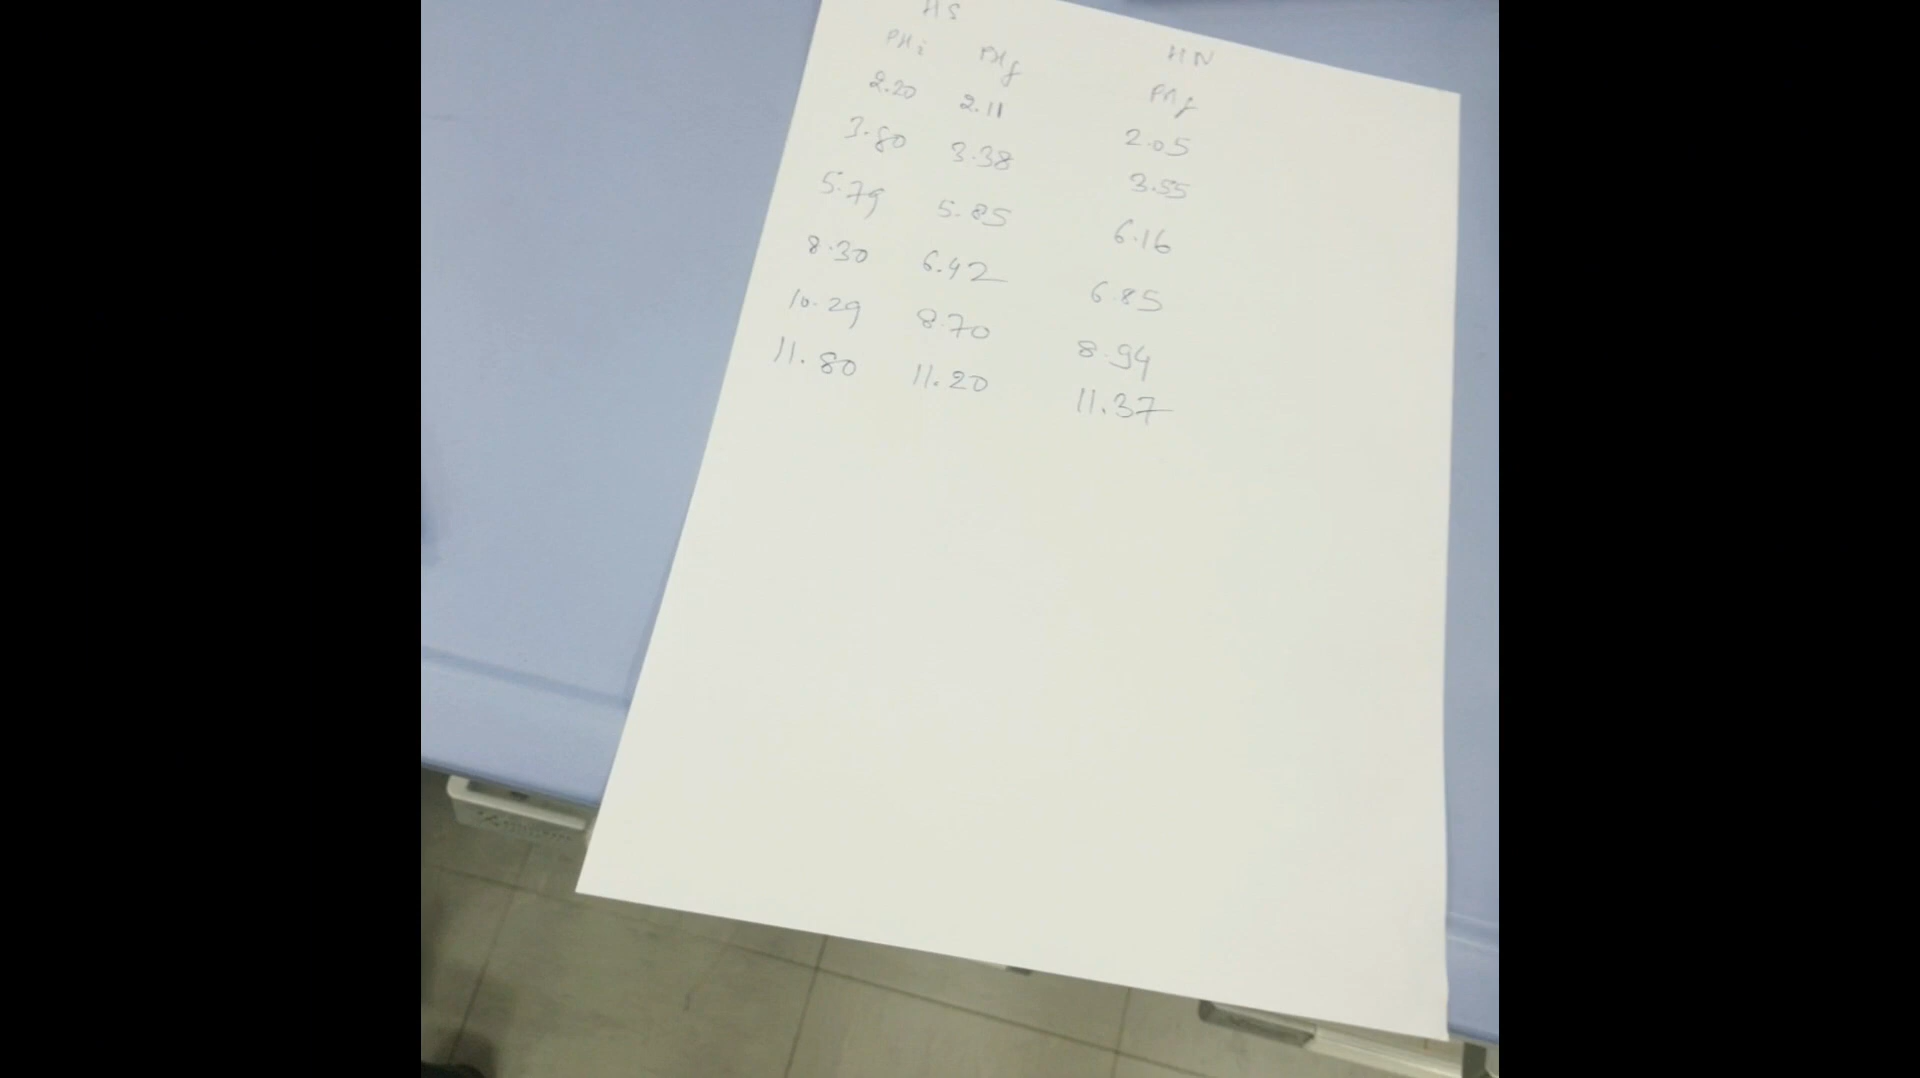 HS HN
PHi PHf PHf
2.20 2.11 2.05
3.80 3.38 3.55
5.79 5.85 6.16
8.30 6.42 6.85
10.29 8.70 8.94
11.80 11.20 11.37